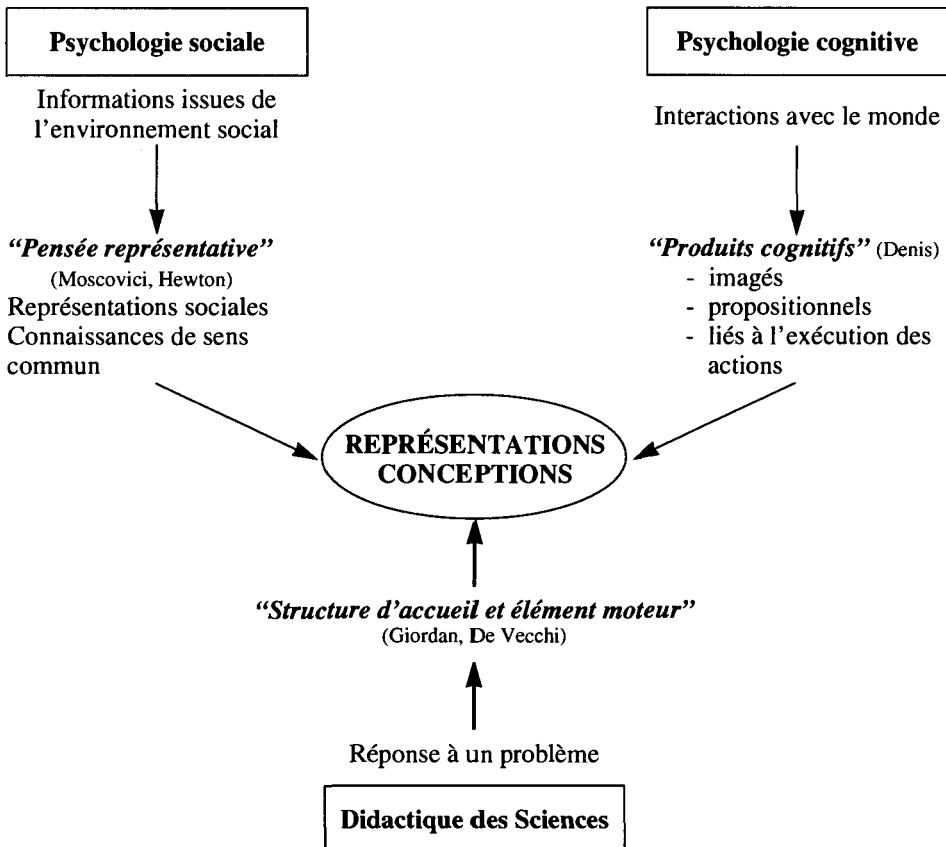 Psychologie sociale
Informations issues de
l'environnement social
"Pensée représentative"
(Moscovici, Hewton)
Représentations sociales
Connaissances de sens
commun
Psychologie cognitive
Interactions avec le monde
"Produits cognitifs" (Denis)
- imagés
- propositionnels
- liés à l'exécution des
actions
REPRÉSENTATIONS
CONCEPTIONS
"Structure d'accueil et élément moteur"
(Giordan, De Vecchi)
Réponse à un problème
Didactique des Sciences